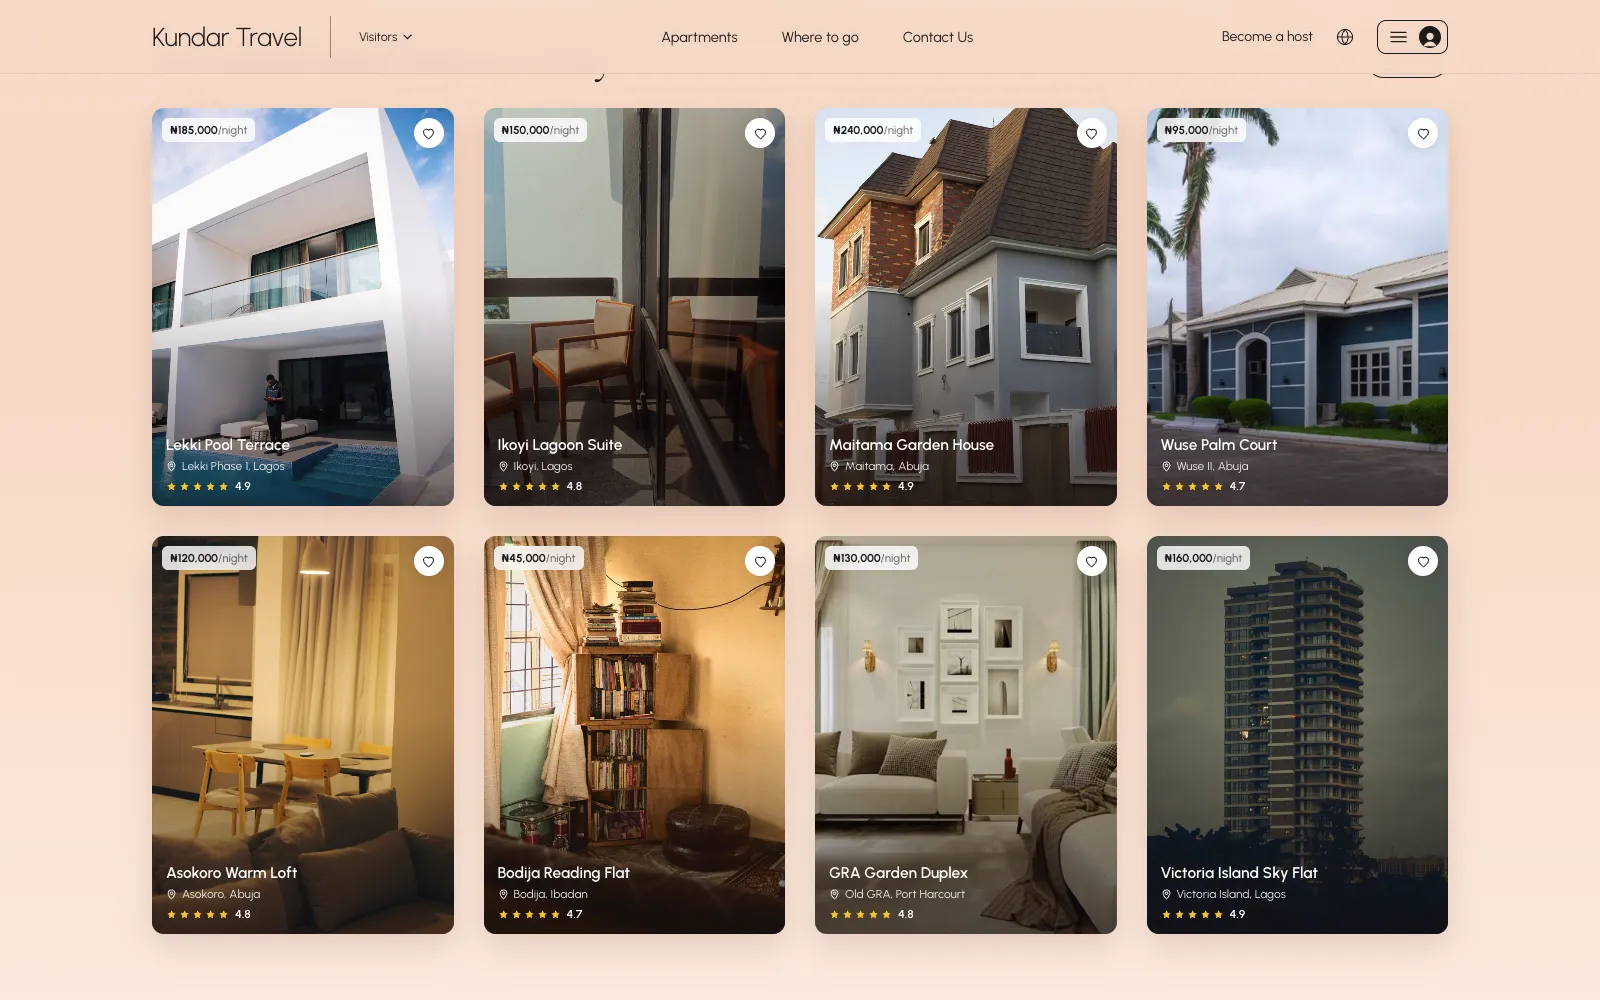 Kundar Travel
Visitors
Apartments
Where to go
Contact Us
Become a host
₦185,000/night
Lekki Pool Terrace
Lekki Phase 1, Lagos
4.9
₦150,000/night
Ikoyi Lagoon Suite
Ikoyi, Lagos
4.8
₦240,000/night
Maitama Garden House
Maitama, Abuja
4.9
₦95,000/night
Wuse Palm Court
Wuse II, Abuja
4.7
₦120,000/night
Asokoro Warm Loft
Asokoro, Abuja
4.8
₦45,000/night
Bodija Reading Flat
Bodija, Ibadan
4.7
₦130,000/night
GRA Garden Duplex
Old GRA, Port Harcourt
4.8
₦160,000/night
Victoria Island Sky Flat
Victoria Island, Lagos
4.9